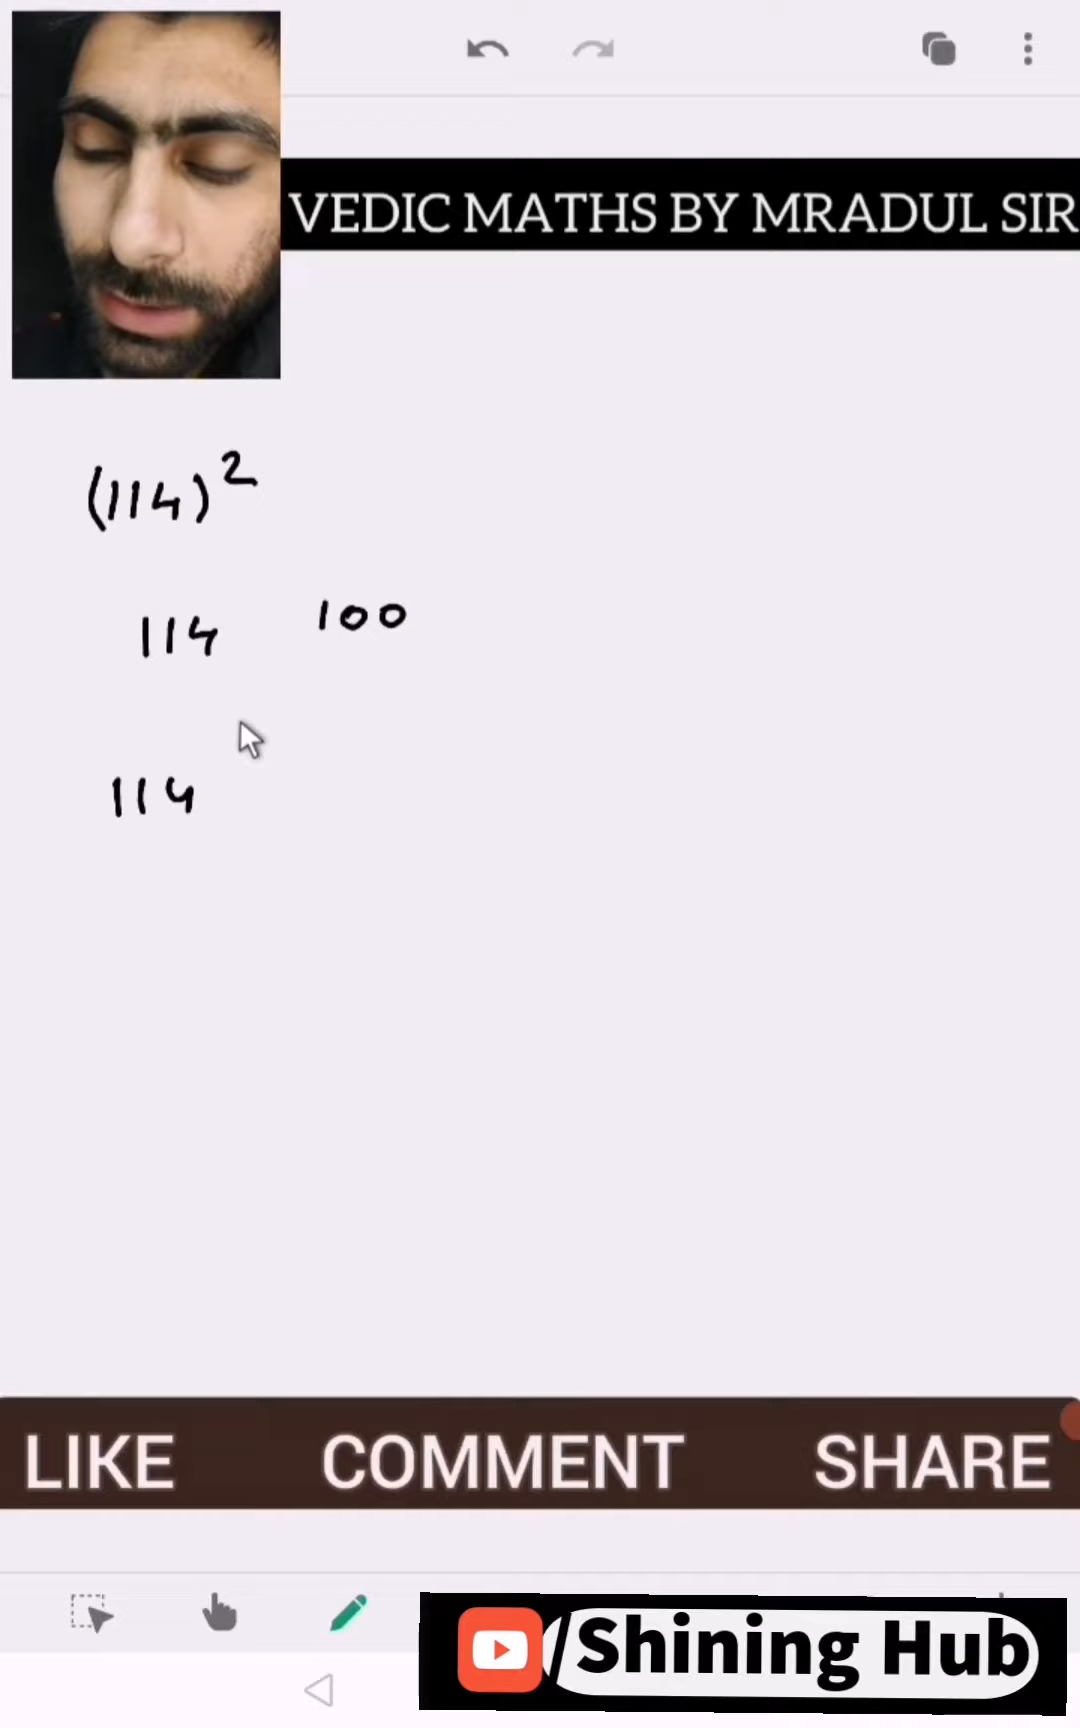 VEDIC MATHS BY MRADUL SIR
(114)²
114 100
114
LIKE COMMENT SHARE
/Shining Hub